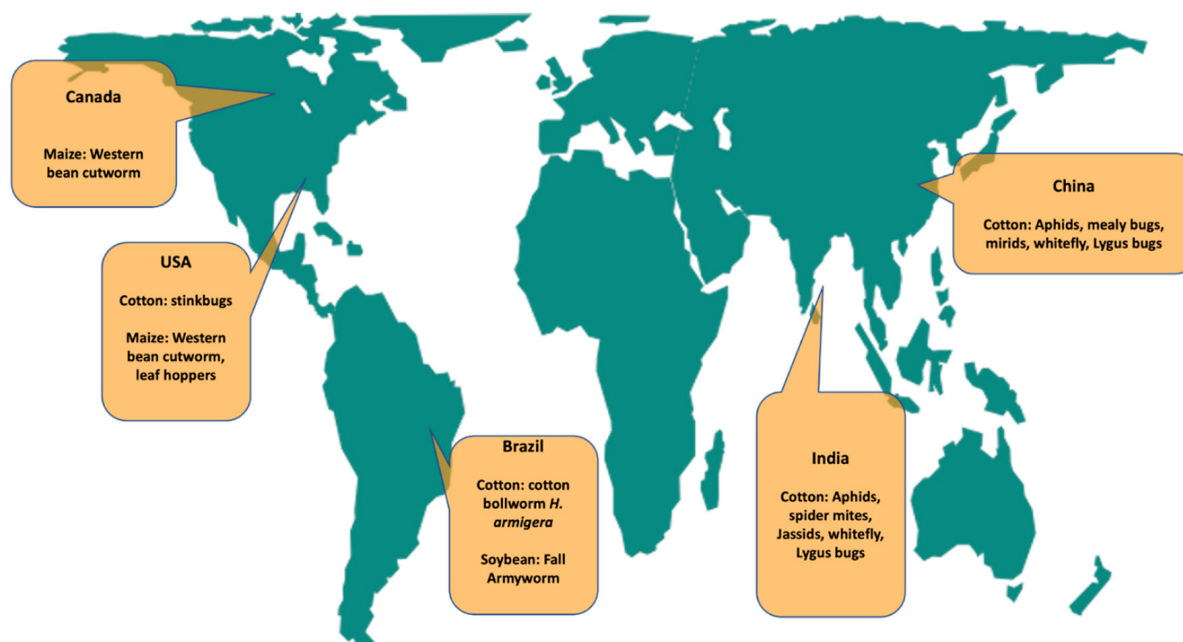 Canada
Maize: Western
bean cutworm
USA
Cotton: stinkbugs
Maize: Western
bean cutworm,
leaf hoppers
Brazil
Cotton: cotton
bollworm H.
armigera
Soybean: Fall
Armyworm
India
Cotton: Aphids,
spider mites,
Jassids, whitefly,
Lygus bugs
China
Cotton: Aphids, mealy bugs,
mirids, whitefly, Lygus bugs